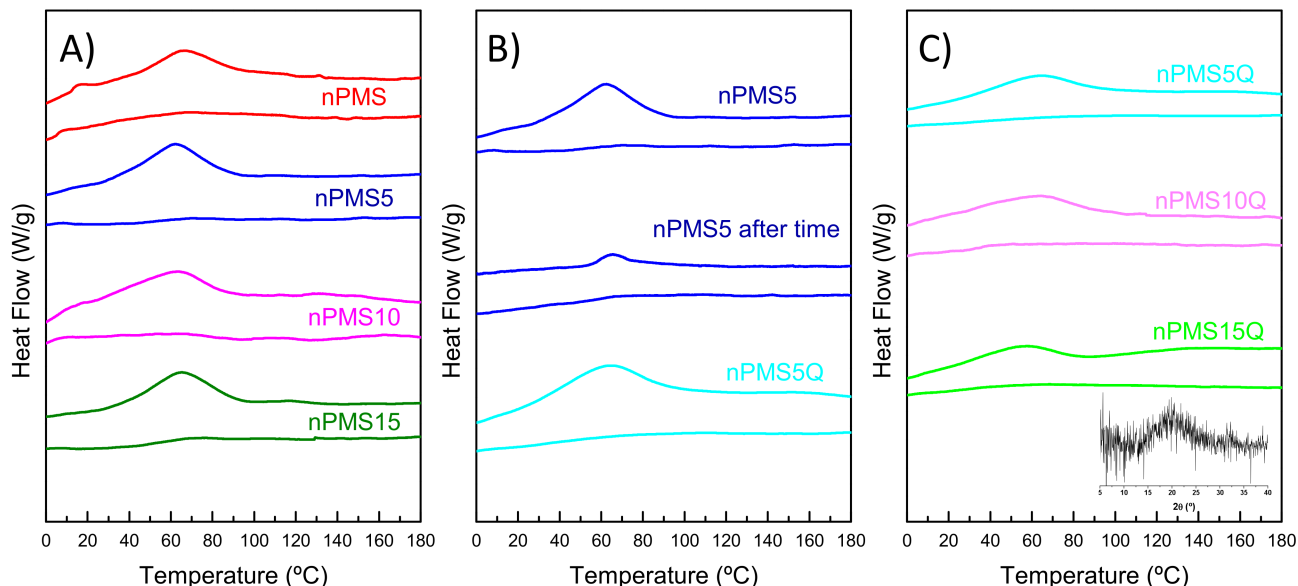 A)
nPMS
nPMS5
nPMS10
nPMS15
Heat Flow (W/g)
0 20 40 60 80 100 120 140 160 180
Temperature (ºC)
B)
nPMS5
nPMS5 after time
nPMS5Q
Heat Flow (W/g)
0 20 40 60 80 100 120 140 160 180
Temperature (ºC)
C)
nPMS5Q
nPMS10Q
nPMS15Q
5 10 15 20 25 30 35 40
2θ (º)
Heat Flow (W/g)
0 20 40 60 80 100 120 140 160 180
Temperature (ºC)